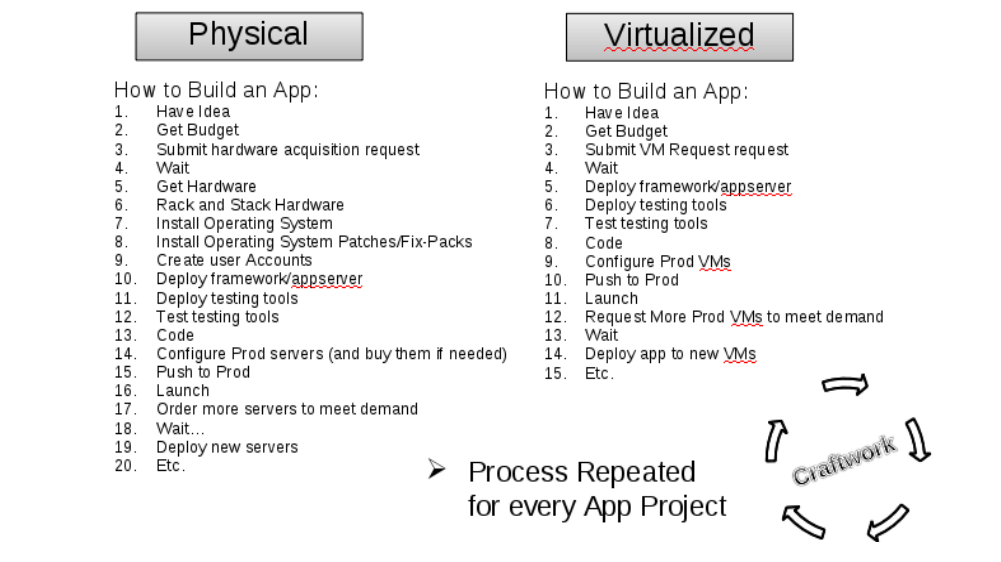 Physical
How to Build an App:
1. Have Idea
2. Get Budget
3. Submit hardware acquisition request
4. Wait
5. Get Hardware
6. Rack and Stack Hardware
7. Install Operating System
8. Install Operating System Patches/Fix-Packs
9. Create user Accounts
10. Deploy framework/appserver
11. Deploy testing tools
12. Test testing tools
13. Code
14. Configure Prod servers (and buy them if needed)
15. Push to Prod
16. Launch
17. Order more servers to meet demand
18. Wait…
19. Deploy new servers
20. Etc.
Virtualized
How to Build an App:
1. Have Idea
2. Get Budget
3. Submit VM Request request
4. Wait
5. Deploy framework/appserver
6. Deploy testing tools
7. Test testing tools
8. Code
9. Configure Prod VMs
10. Push to Prod
11. Launch
12. Request More Prod VMs to meet demand
13. Wait
14. Deploy app to new VMs
15. Etc.
➢ Process Repeated
for every App Project
Craftwork